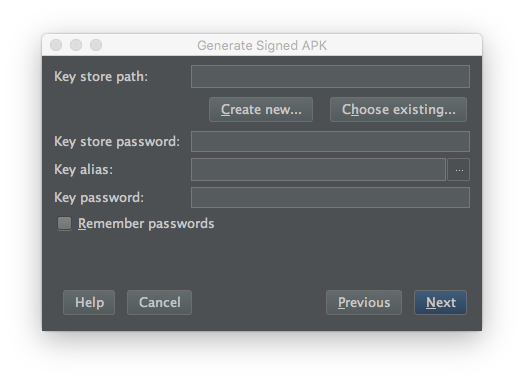 Generate Signed APK
Key store path:
Create new...
Choose existing...
Key store password:
Key alias:
...
Key password:
Remember passwords
Help
Cancel
Previous
Next